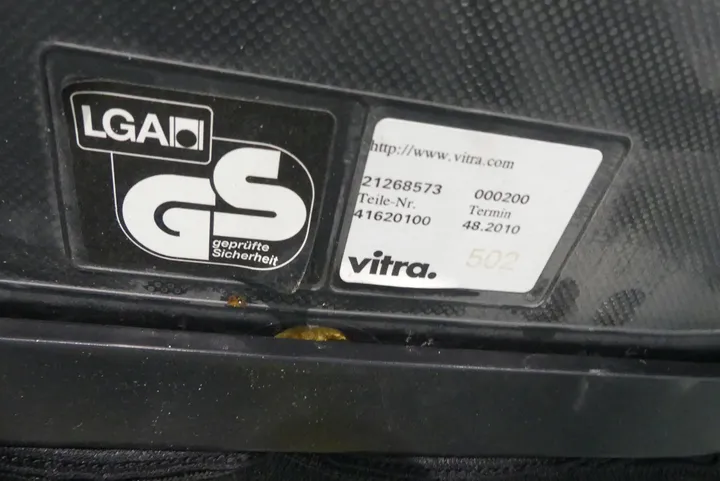 LGA
GS
geprüfte
Sicherheit
http://www.vitra.com
21268573 000200
Teile-Nr. Termin
41620100 48.2010
vitra. 502